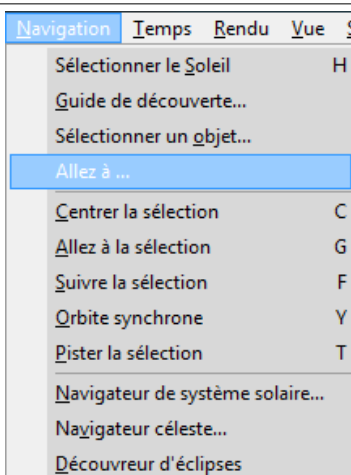 Navigation Temps Rendu Vue
Sélectionner le Soleil H
Guide de découverte...
Sélectionner un objet...
Allez à ...
Centrer la sélection C
Allez à la sélection G
Suivre la sélection F
Orbite synchrone Y
Pister la sélection T
Navigateur de système solaire...
Navigateur céleste...
Découvreur d'éclipses